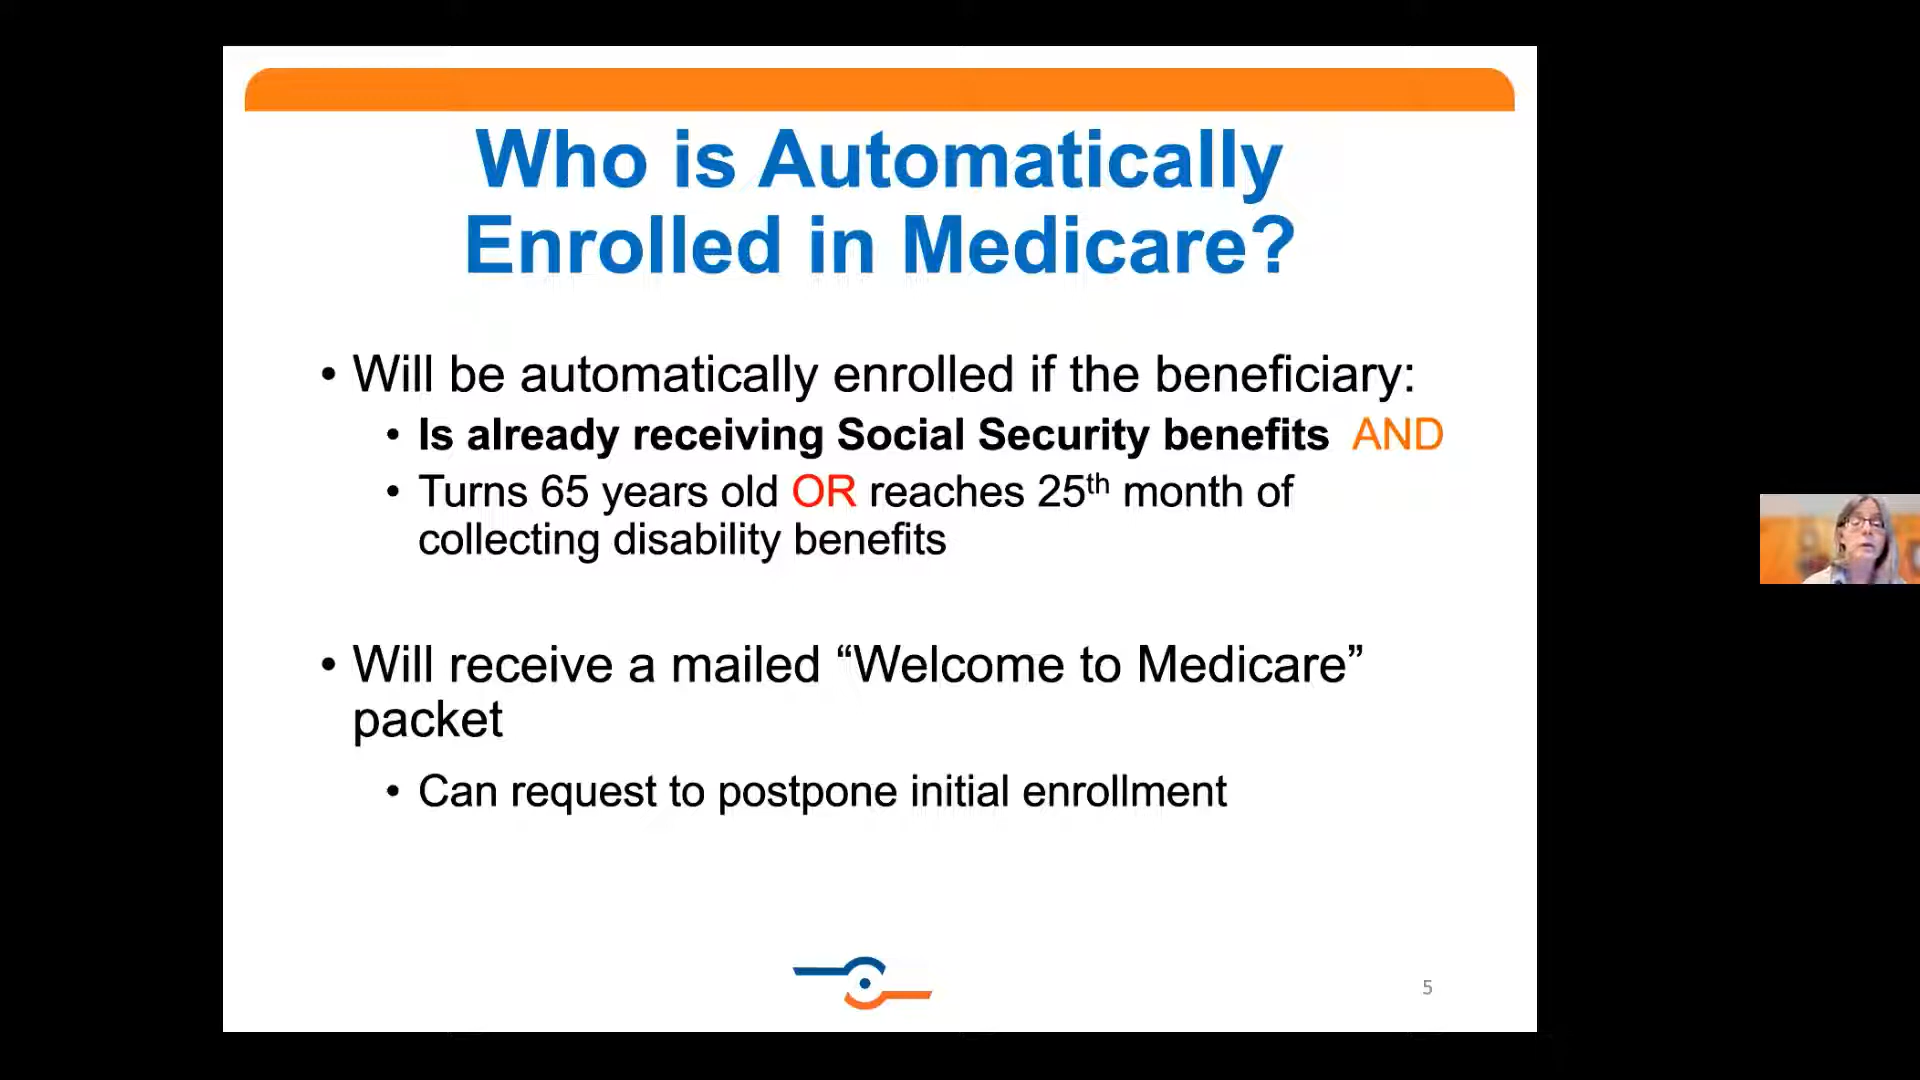 Who is Automatically
Enrolled in Medicare?
• Will be automatically enrolled if the beneficiary:
• Is already receiving Social Security benefits AND
• Turns 65 years old OR reaches 25th month of
collecting disability benefits
• Will receive a mailed “Welcome to Medicare”
packet
• Can request to postpone initial enrollment
5